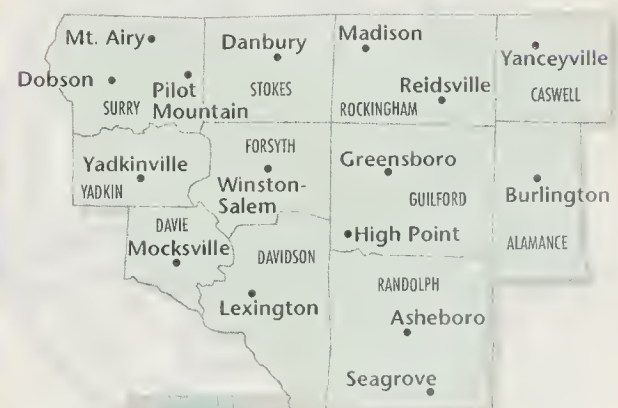 Mt. Airy
Danbury
Madison
Yanceyville
Dobson
Pilot
Mountain
SURRY
STOKES
Reidsville
ROCKINGHAM
CASWELL
Yadkinville
YADKIN
FORSYTH
Winston-
Salem
Greensboro
GUILFORD
Burlington
High Point
ALAMANCE
DAVIE
Mocksville
DAVIDSON
Lexington
RANDOLPH
Asheboro
Seagrove